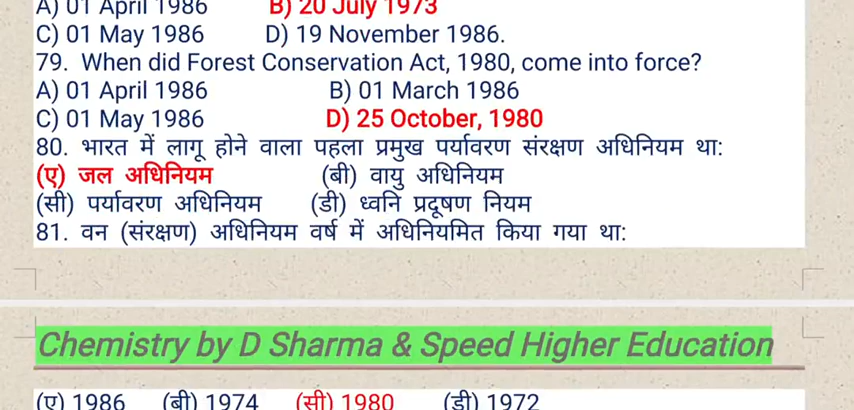 A) 01 April 1986 B) 20 July 1973
C) 01 May 1986 D) 19 November 1986.
79. When did Forest Conservation Act, 1980, come into force?
A) 01 April 1986 B) 01 March 1986
C) 01 May 1986 D) 25 October, 1980
80. भारत में लागू होने वाला पहला प्रमुख पर्यावरण संरक्षण अधिनियम था:
(ए) जल अधिनियम (बी) वायु अधिनियम
(सी) पर्यावरण अधिनियम (डी) ध्वनि प्रदूषण नियम
81. वन (संरक्षण) अधिनियम वर्ष में अधिनियमित किया गया था:
Chemistry by D Sharma & Speed Higher Education
(ए) 1986 (बी) 1974 (सी) 1980 (डी) 1972